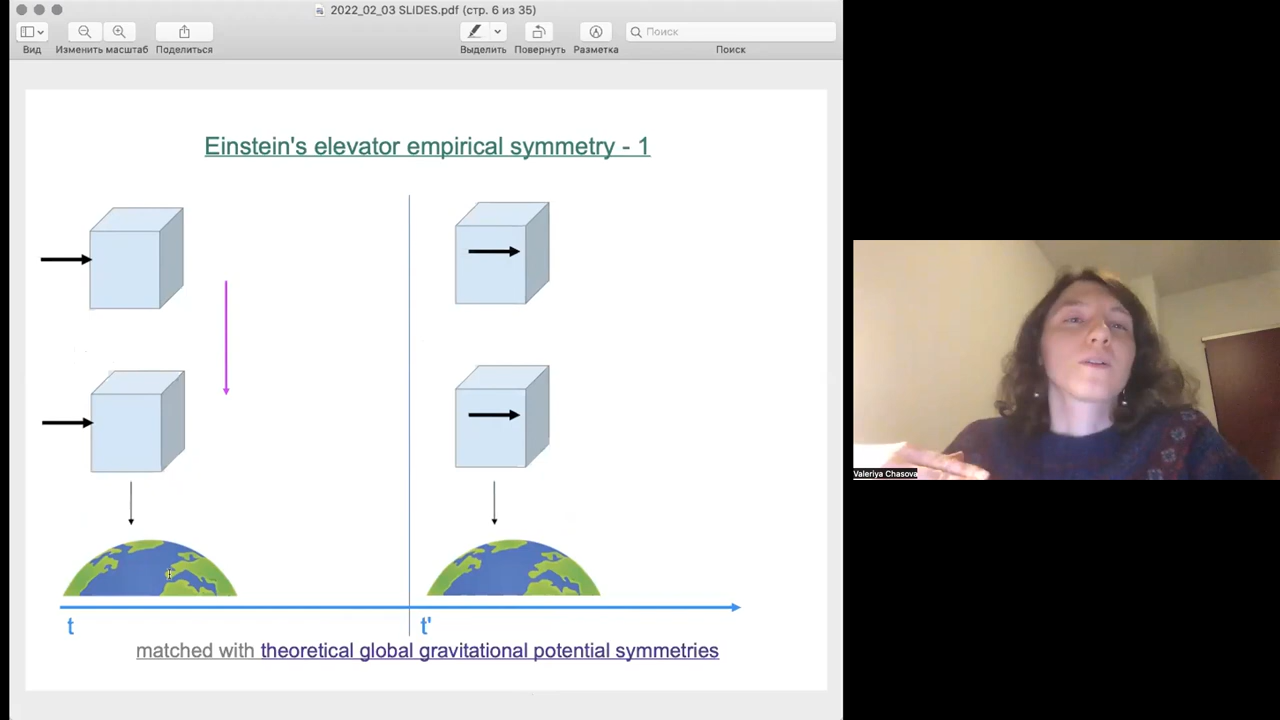 2022_02_03 SLIDES.pdf (стр. 6 из 35)
Вид
Изменить масштаб
Поделиться
Выделить
Повернуть
Разметка
Поиск
Поиск
Einstein's elevator empirical symmetry - 1
t
t'
matched with theoretical global gravitational potential symmetries
Valeriya Chasova